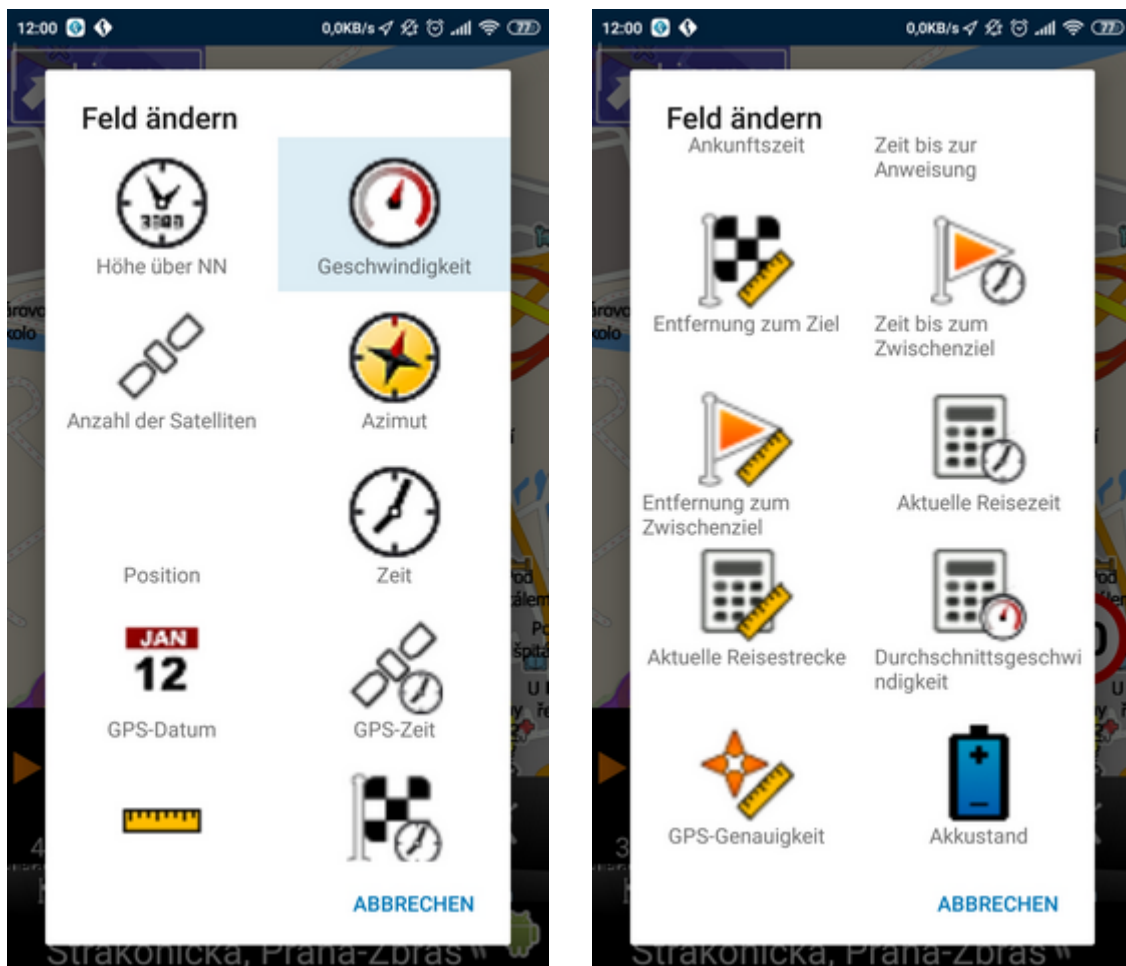 12:00
0,0KB/s
77
Feld ändern
Höhe über NN
Geschwindigkeit
Anzahl der Satelliten
Azimut
Position
Zeit
JAN
12
GPS-Datum
GPS-Zeit
ABBRECHEN
Strakonická, Praha-Zbras
12:00
0,0KB/s
77
Feld ändern
Ankunftszeit
Zeit bis zur
Anweisung
Entfernung zum Ziel
Zeit bis zum
Zwischenziel
Entfernung zum
Zwischenziel
Aktuelle Reisezeit
Aktuelle Reisestrecke
Durchschnittsgeschwi
ndigkeit
GPS-Genauigkeit
Akkustand
ABBRECHEN
Strakonická, Praha-Zbras